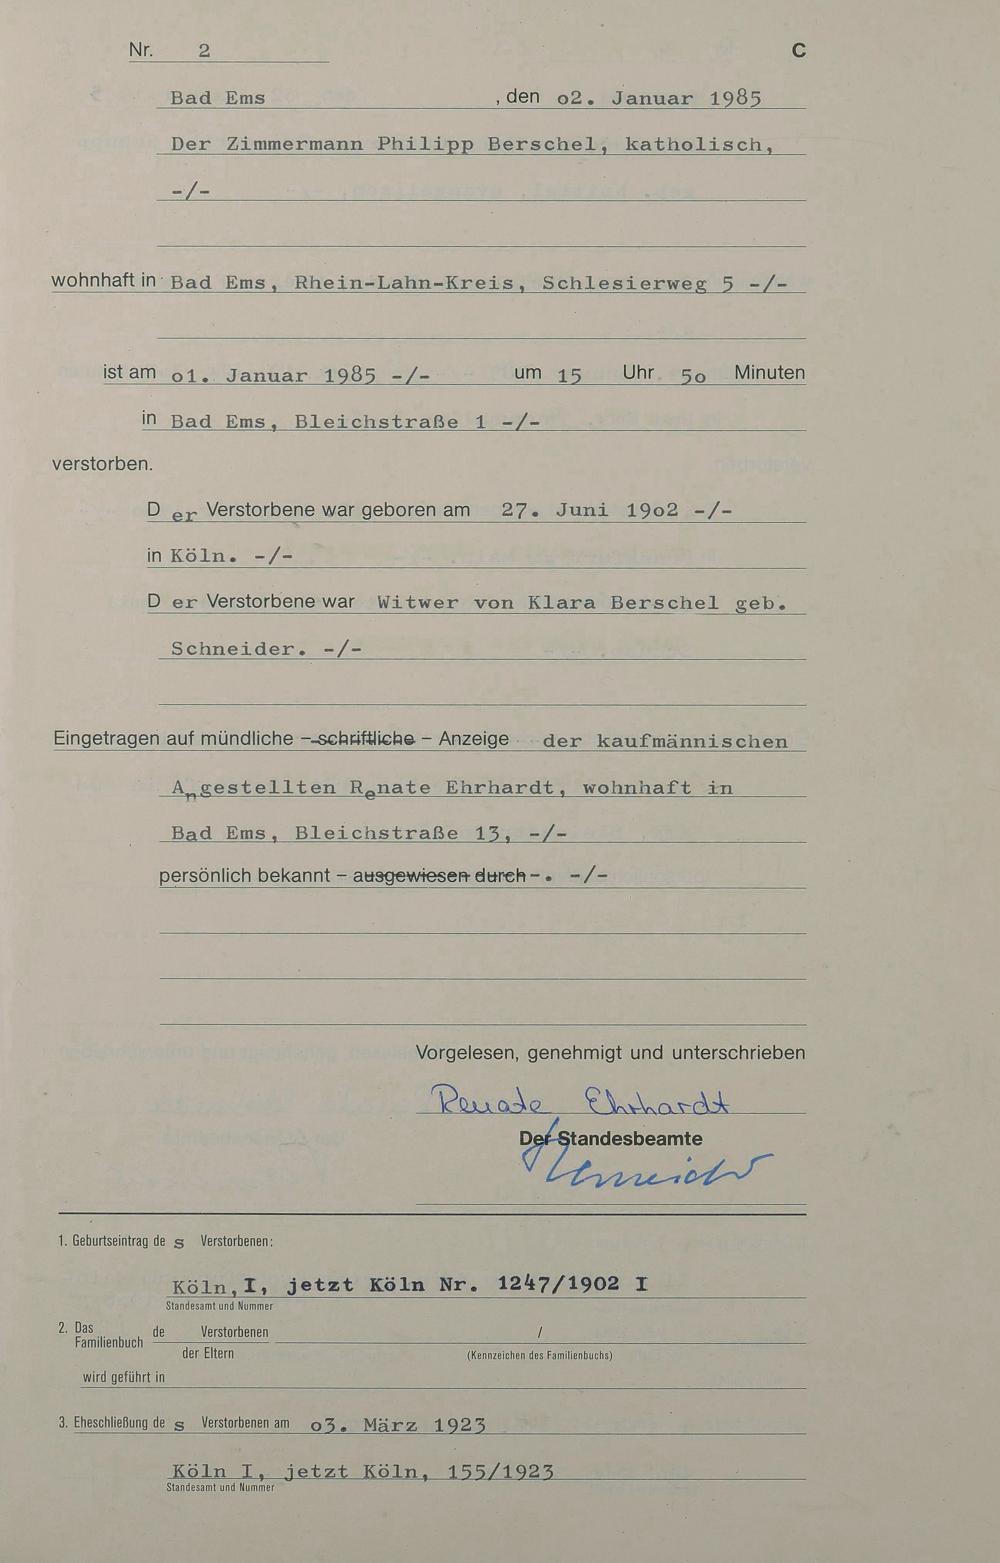 Nr. 2 C
Bad Ems , den o2. Januar 1985
Der Zimmermann Philipp Berschel, katholisch,
-/-
wohnhaft in Bad Ems, Rhein-Lahn-Kreis, Schlesierweg 5 -/-
ist am o1. Januar 1985 -/- um 15 Uhr 5o Minuten
in Bad Ems, Bleichstraße 1 -/-
verstorben.
D er Verstorbene war geboren am 27. Juni 19o2 -/-
in Köln. -/-
D er Verstorbene war Witwer von Klara Berschel geb.
Schneider. -/-
Eingetragen auf mündliche – schriftliche – Anzeige der kaufmännischen
Angestellten Renate Ehrhardt, wohnhaft in
Bad Ems, Bleichstraße 13, -/-
persönlich bekannt – ausgewiesen durch - . -/-
Vorgelesen, genehmigt und unterschrieben
Renate Ehrhardt
Der Standesbeamte
1. Geburtseintrag de s Verstorbenen:
Köln, I, jetzt Köln Nr. 1247/1902 I
Standesamt und Nummer
2. Das Familienbuch de Verstorbenen /
der Eltern (Kennzeichen des Familienbuchs)
wird geführt in
3. Eheschließung de s Verstorbenen am o3. März 1923
Köln I, jetzt Köln, 155/1923
Standesamt und Nummer